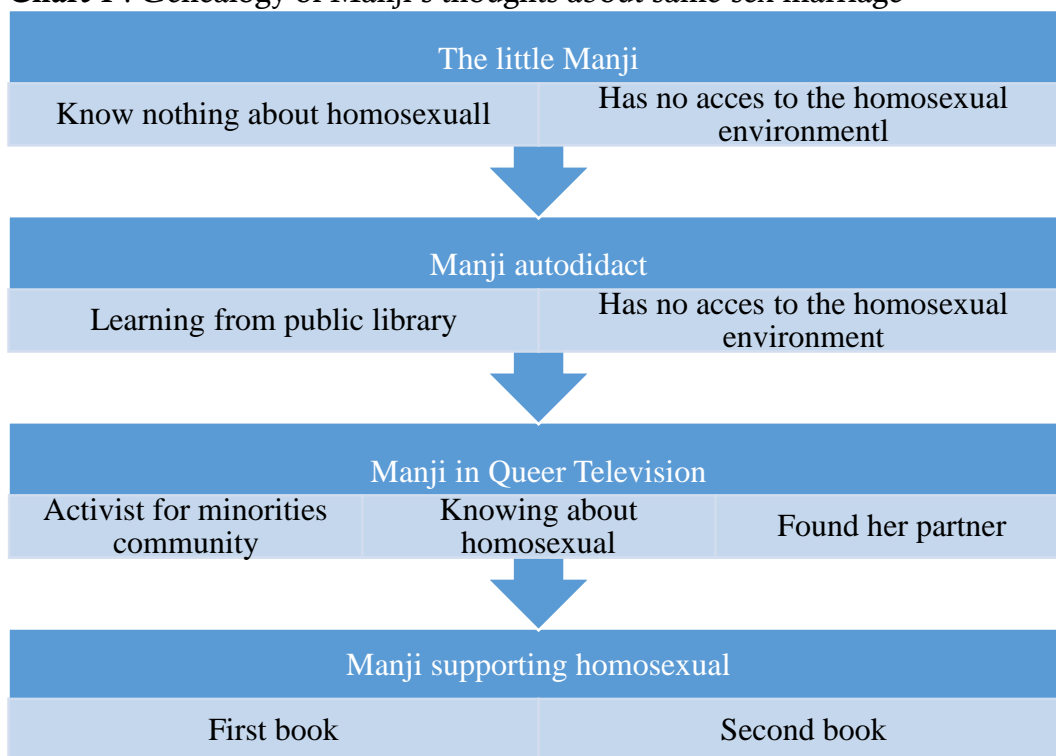 Chart 1 : Genealogy of Manji's thoughts about same sex marriage
The little Manji
Know nothing about homosexuall
Has no acces to the homosexual
environmentl
Manji autodidact
Learning from public library
Has no acces to the homosexual
environment
Manji in Queer Television
Activist for minorities
community
Knowing about
homosexual
Found her partner
Manji supporting homosexual
First book
Second book